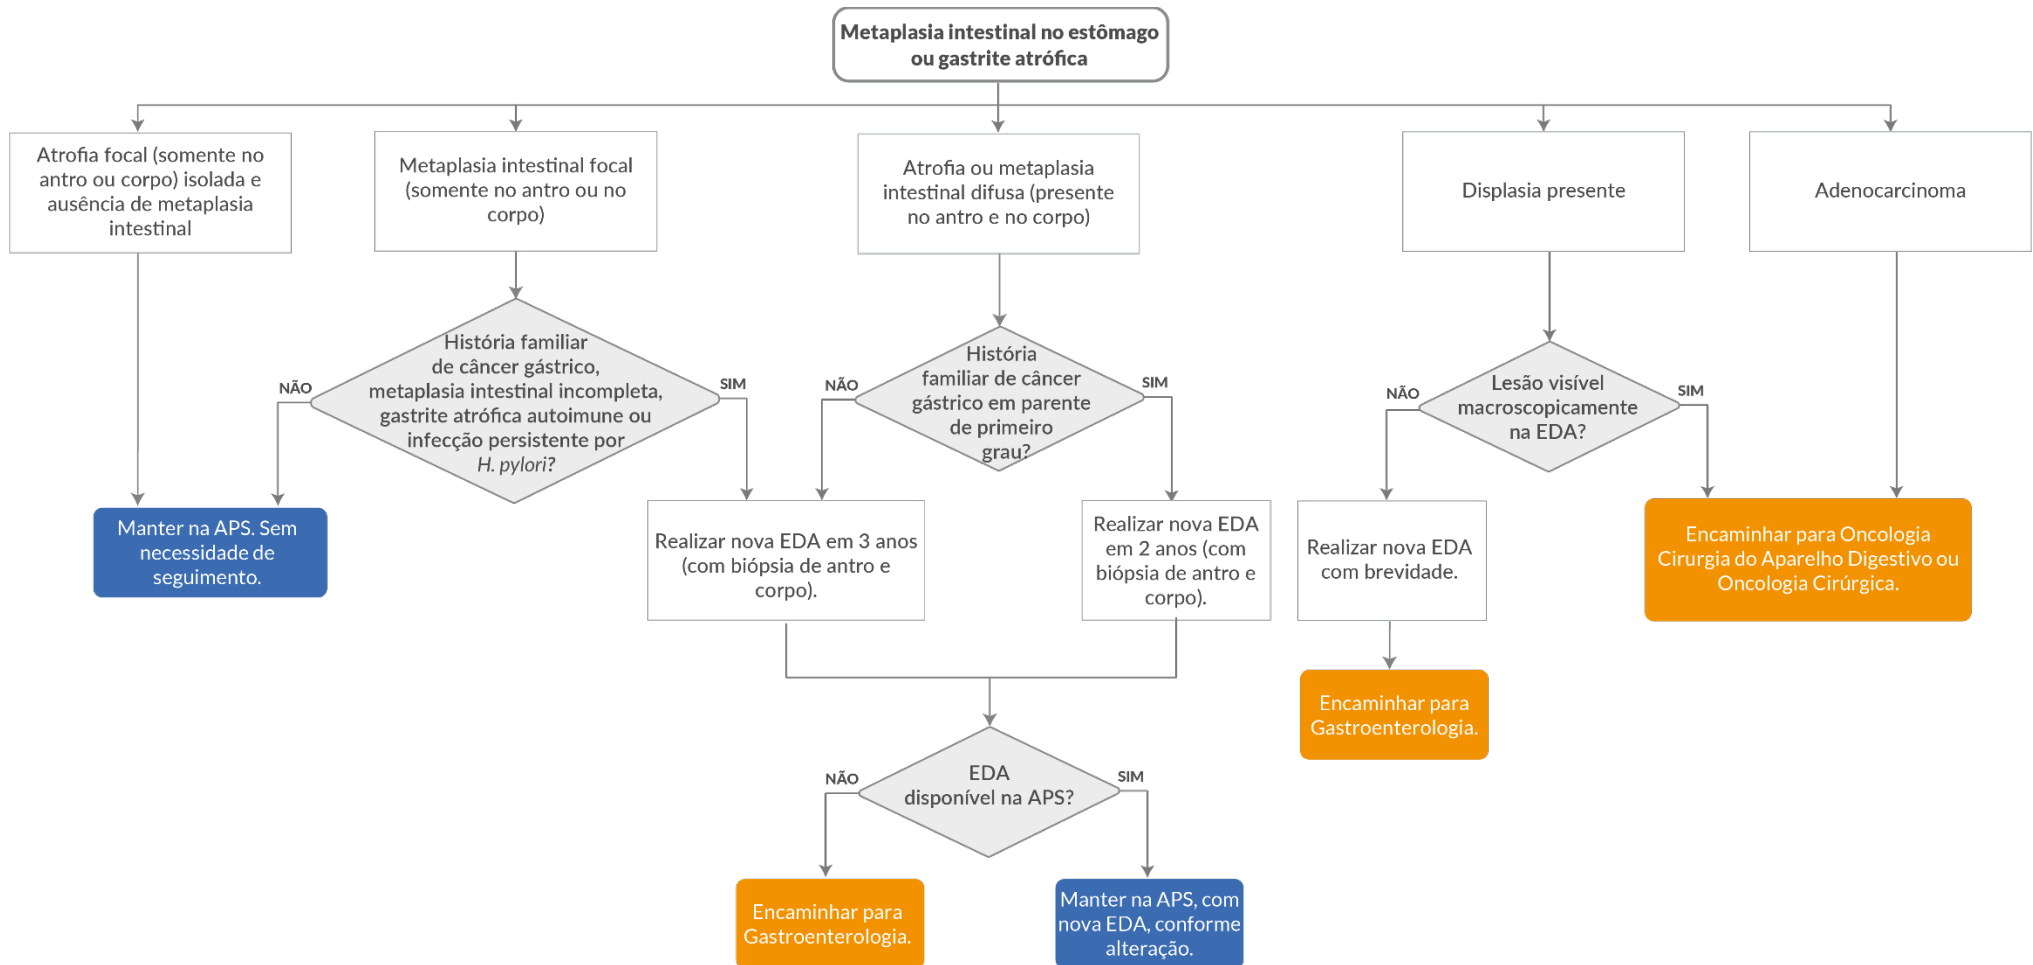 Metaplasia intestinal no estômago
ou gastrite atrófica
Atrofia focal (somente no
antro ou corpo) isolada e
ausência de metaplasia
intestinal
Metaplasia intestinal focal
(somente no antro ou no
corpo)
Atrofia ou metaplasia
intestinal difusa (presente
no antro e no corpo)
Displasia presente
Adenocarcinoma
História familiar
de câncer gástrico,
metaplasia intestinal incompleta,
gastrite atrófica autoimune ou
infecção persistente por
H. pylori?
NÃO
SIM
História
familiar de câncer
gástrico em parente
de primeiro
grau?
NÃO
SIM
Lesão visível
macroscopicamente
na EDA?
NÃO
SIM
Manter na APS. Sem
necessidade de
seguimento.
Realizar nova EDA em 3 anos
(com biópsia de antro e
corpo).
Realizar nova EDA
em 2 anos (com
biópsia de antro e
corpo).
Realizar nova EDA
com brevidade.
Encaminhar para Oncologia
Cirurgia do Aparelho Digestivo ou
Oncologia Cirúrgica.
Encaminhar para
Gastroenterologia.
EDA
disponível na APS?
NÃO
SIM
Encaminhar para
Gastroenterologia.
Manter na APS, com
nova EDA, conforme
alteração.